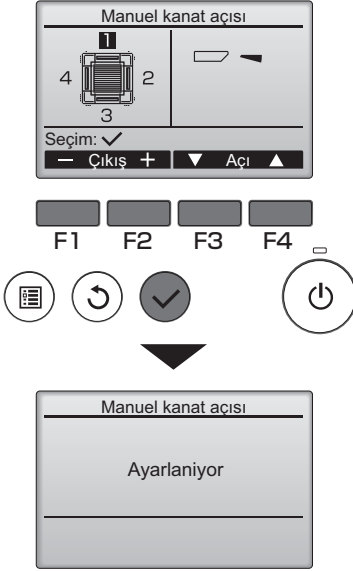 Manuel kanat açısı
1
4 2
3
Seçim:
— Çıkış + ▼ Açı ▲
F1 F2 F3 F4
Manuel kanat açısı
Ayarlaniyor